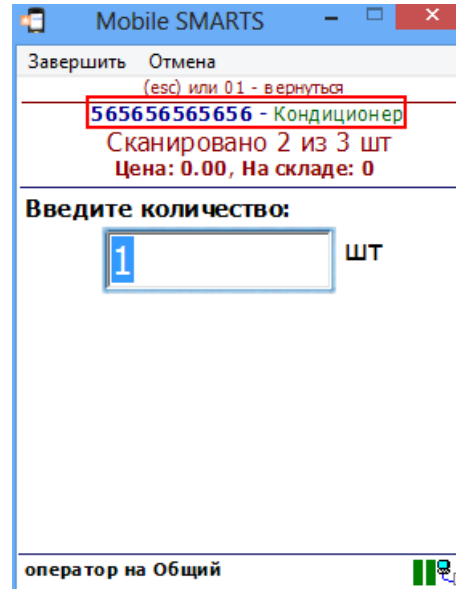 Mobile SMARTS
Завершить Отмена
(esc) или 01 - вернуться
565656565656 - Кондиционер
Сканировано 2 из 3 шт
Цена: 0.00, На складе: 0
Введите количество:
1 шт
оператор на Общий